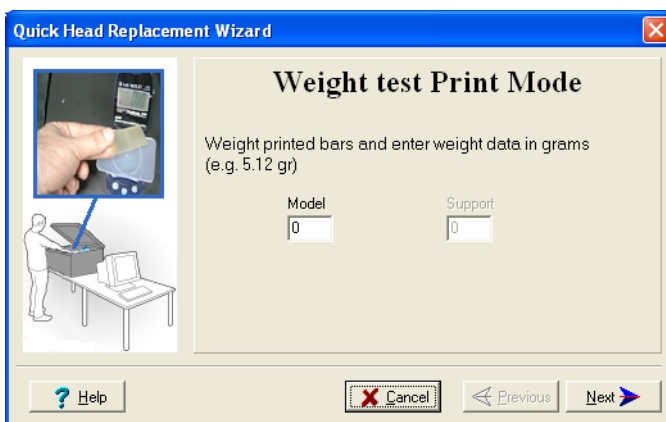 Quick Head Replacement Wizard
Weight test Print Mode
Weight printed bars and enter weight data in grams
(e.g. 5.12 gr)
Model Support
0 0
Help Cancel Previous Next